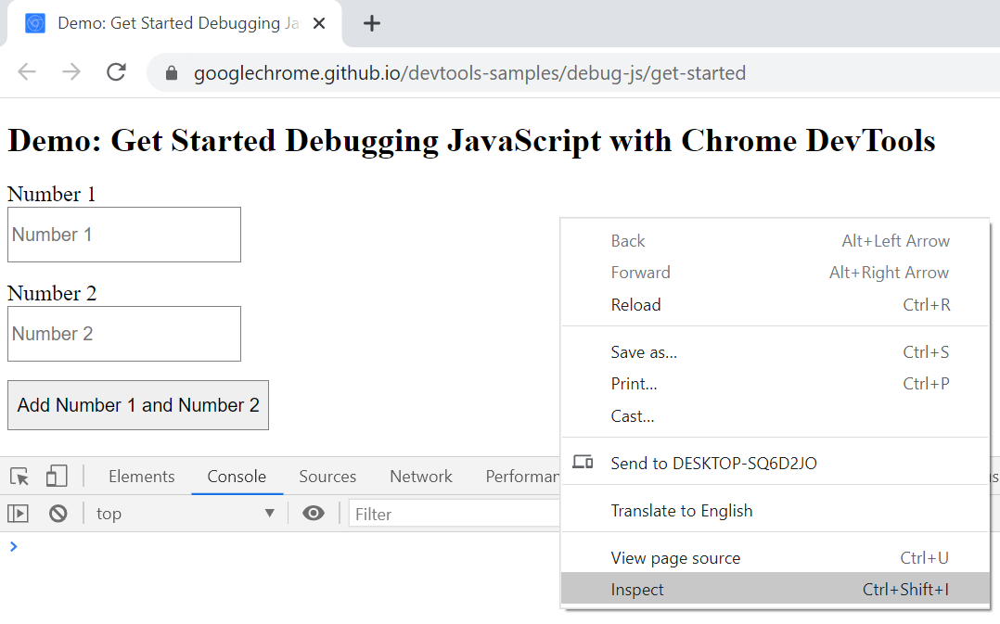 Demo: Get Started Debugging Ja
googlechrome.github.io/devtools-samples/debug-js/get-started
Demo: Get Started Debugging JavaScript with Chrome DevTools
Number 1
Number 1
Number 2
Number 2
Add Number 1 and Number 2
Back Alt+Left Arrow
Forward Alt+Right Arrow
Reload Ctrl+R
Save as... Ctrl+S
Print... Ctrl+P
Cast...
Send to DESKTOP-SQ6D2JO
Translate to English
View page source Ctrl+U
Inspect Ctrl+Shift+I
Elements Console Sources Network Performan
top Filter